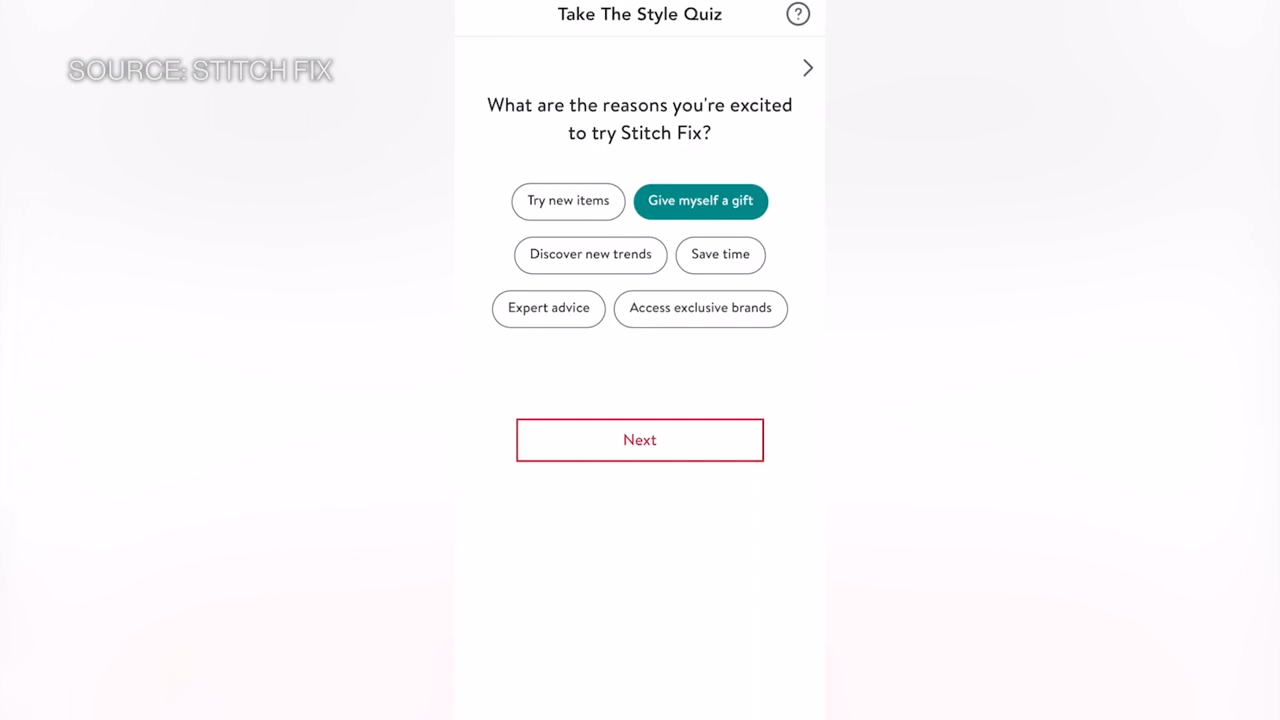 Take The Style Quiz
?
SOURCE: STITCH FIX
What are the reasons you're excited
to try Stitch Fix?
Try new items
Give myself a gift
Discover new trends
Save time
Expert advice
Access exclusive brands
Next